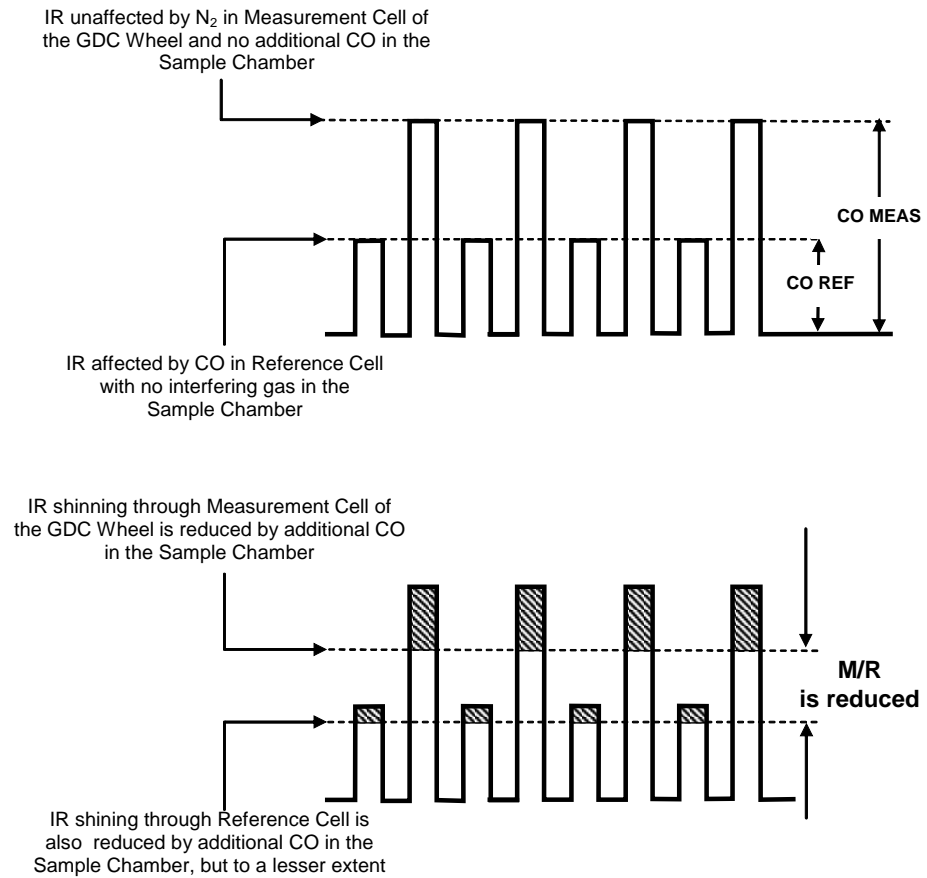 IR unaffected by N2 in Measurement Cell of
the GDC Wheel and no additional CO in the
Sample Chamber
CO MEAS
CO REF
IR affected by CO in Reference Cell
with no interfering gas in the
Sample Chamber
IR shinning through Measurement Cell of
the GDC Wheel is reduced by additional CO
in the Sample Chamber
M/R
is reduced
IR shining through Reference Cell is
also reduced by additional CO in the
Sample Chamber, but to a lesser extent